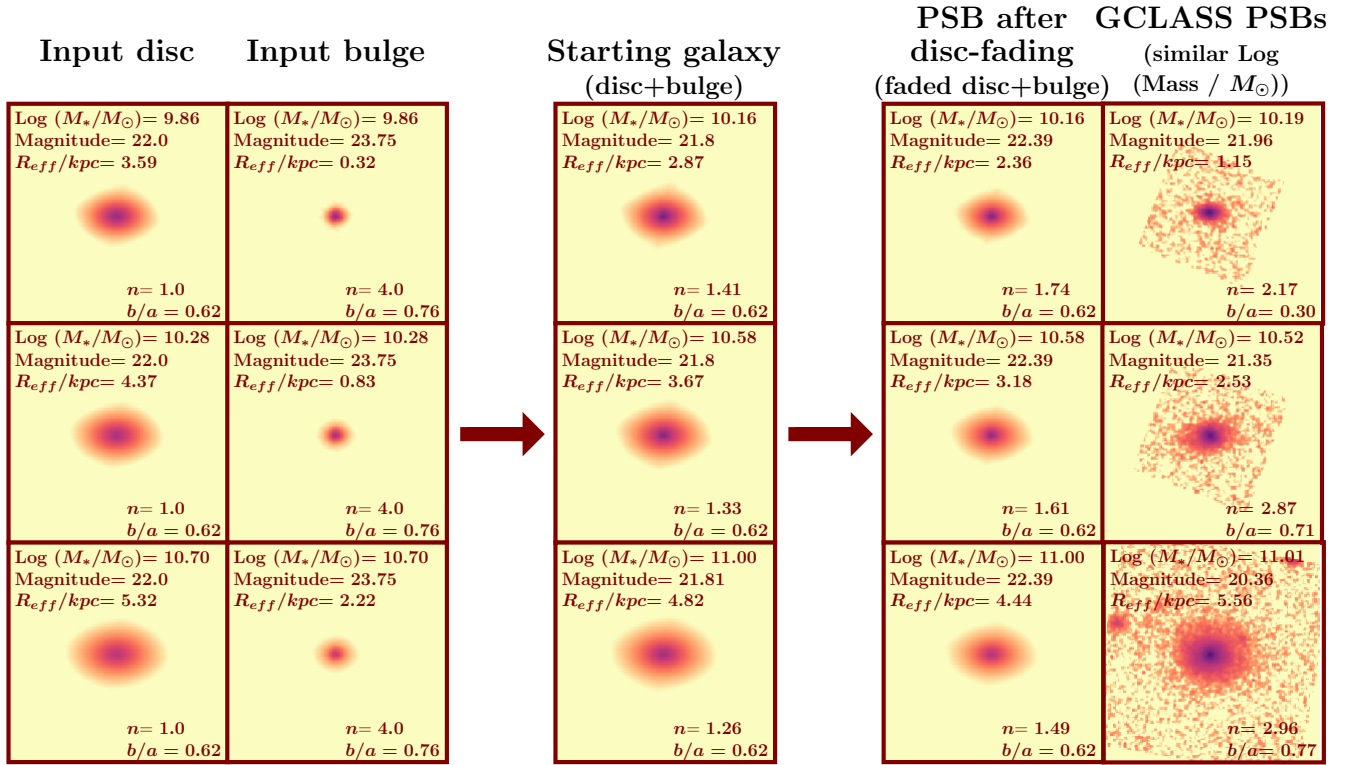 Input disc
Input bulge
Starting galaxy
(disc+bulge)
PSB after
disc-fading
(faded disc+bulge)
GCLASS PSBs
(similar Log
(Mass / M⊙))
Log (M*/M⊙)= 9.86
Magnitude= 22.0
Reff/kpc= 3.59
n= 1.0
b/a = 0.62
Log (M*/M⊙)= 9.86
Magnitude= 23.75
Reff/kpc= 0.32
n= 4.0
b/a = 0.76
Log (M*/M⊙)= 10.16
Magnitude= 21.8
Reff/kpc= 2.87
n= 1.41
b/a = 0.62
Log (M*/M⊙)= 10.16
Magnitude= 22.39
Reff/kpc= 2.36
n= 1.74
b/a = 0.62
Log (M*/M⊙)= 10.19
Magnitude= 21.96
Reff/kpc= 1.15
n= 2.17
b/a= 0.30
Log (M*/M⊙)= 10.28
Magnitude= 22.0
Reff/kpc= 4.37
n= 1.0
b/a = 0.62
Log (M*/M⊙)= 10.28
Magnitude= 23.75
Reff/kpc= 0.83
n= 4.0
b/a = 0.76
Log (M*/M⊙)= 10.58
Magnitude= 21.8
Reff/kpc= 3.67
n= 1.33
b/a = 0.62
Log (M*/M⊙)= 10.58
Magnitude= 22.39
Reff/kpc= 3.18
n= 1.61
b/a = 0.62
Log (M*/M⊙)= 10.52
Magnitude= 21.35
Reff/kpc= 2.53
n= 2.87
b/a= 0.71
Log (M*/M⊙)= 10.70
Magnitude= 22.0
Reff/kpc= 5.32
n= 1.0
b/a = 0.62
Log (M*/M⊙)= 10.70
Magnitude= 23.75
Reff/kpc= 2.22
n= 4.0
b/a = 0.76
Log (M*/M⊙)= 11.00
Magnitude= 21.81
Reff/kpc= 4.82
n= 1.26
b/a = 0.62
Log (M*/M⊙)= 11.00
Magnitude= 22.39
Reff/kpc= 4.44
n= 1.49
b/a = 0.62
Log (M*/M⊙)= 11.01
Magnitude= 20.36
Reff/kpc= 5.56
n= 2.96
b/a= 0.77